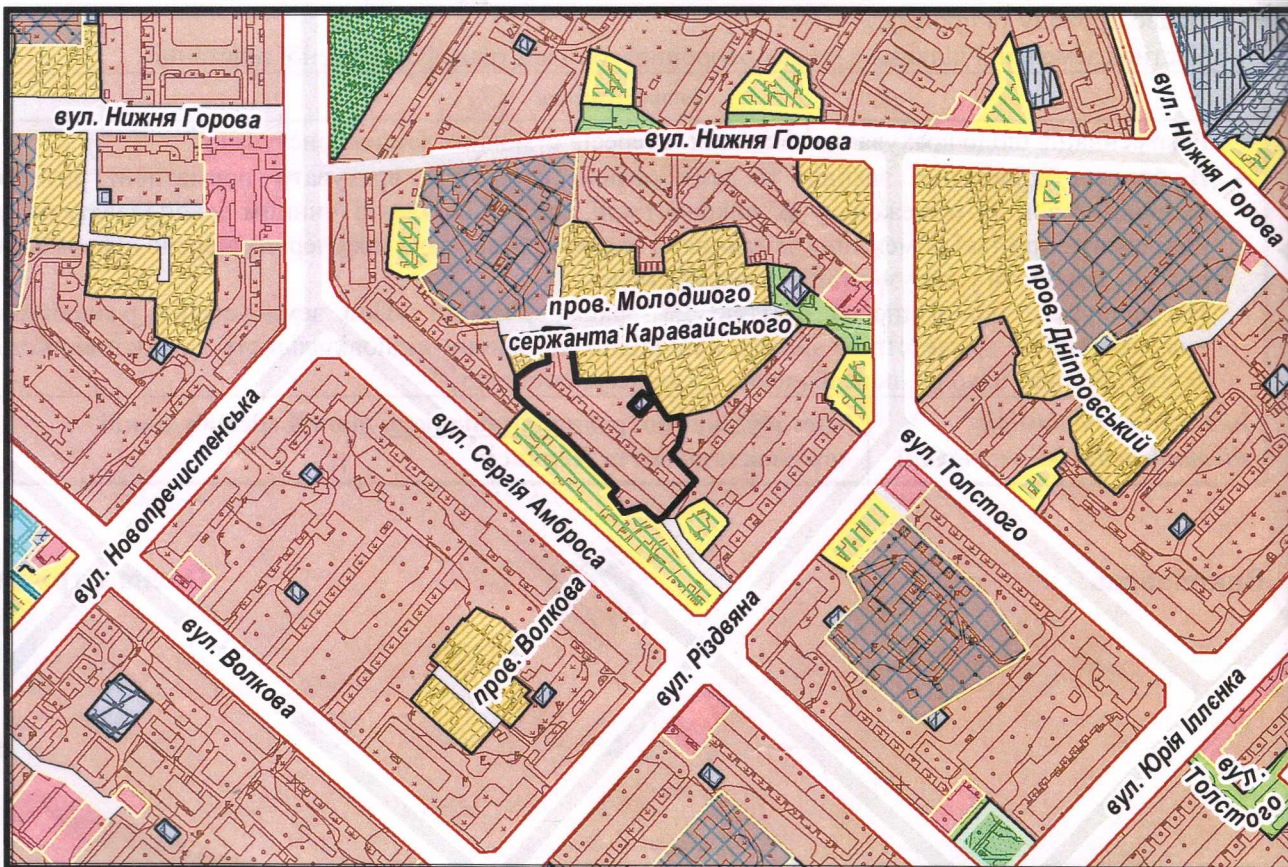 вул. Нижня Горова
вул. Нижня Горова
вул. Нижня Горова
пров. Молодшого
сержанта Каравайського
пров. Дніпровський
вул. Новопречистенська
вул. Сергія Амброса
вул. Толстого
вул. Волкова
пров. Волкова
вул. Різдвяна
вул. Юрія Іллєнка
вул.
Толстого